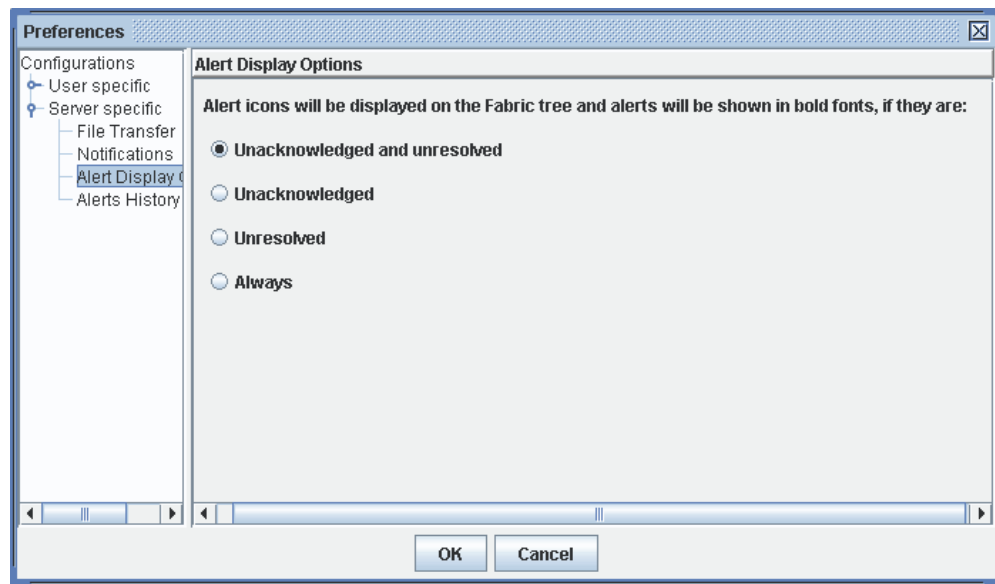 Preferences
Configurations
User specific
Server specific
File Transfer
Notifications
Alert Display
Alerts History
Alert Display Options
Alert icons will be displayed on the Fabric tree and alerts will be shown in bold fonts, if they are:
Unacknowledged and unresolved
Unacknowledged
Unresolved
Always
OK
Cancel